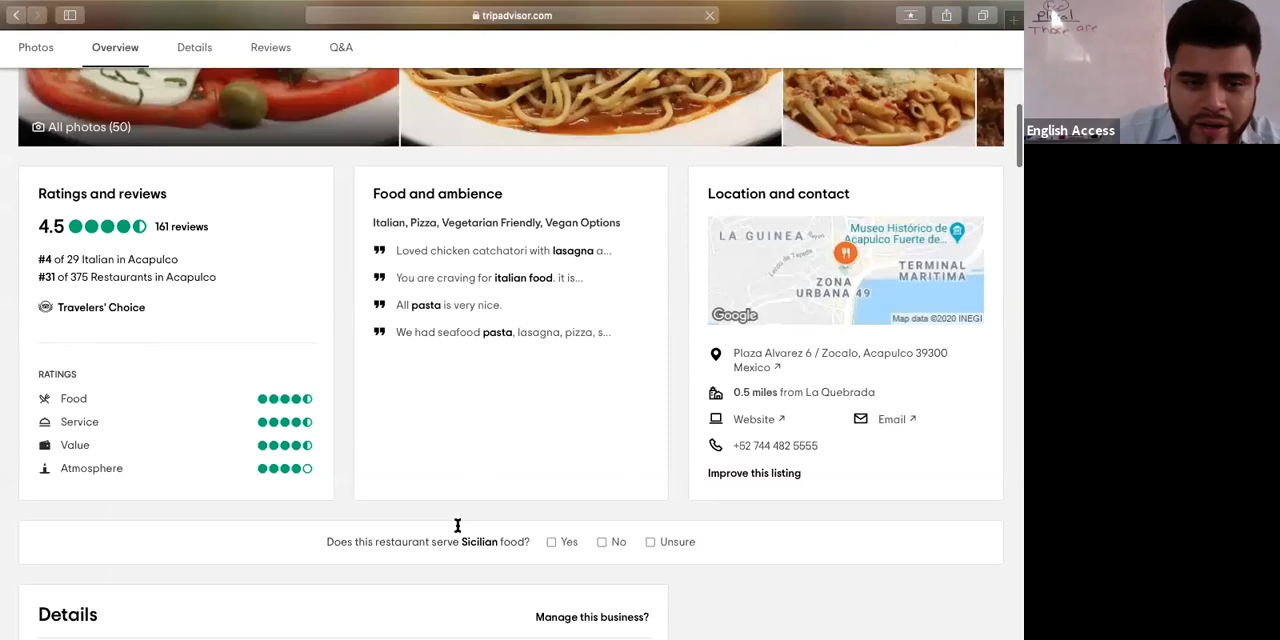 tripadvisor.com
Plural
Those are
Photos
Overview
Details
Reviews
Q&A
All photos (50)
English Access
Ratings and reviews
4.5 161 reviews
#4 of 29 Italian in Acapulco
#31 of 375 Restaurants in Acapulco
Travelers' Choice
RATINGS
Food
Service
Value
Atmosphere
Food and ambience
Italian, Pizza, Vegetarian Friendly, Vegan Options
Loved chicken catchatori with lasagna a...
You are craving for italian food. it is...
All pasta is very nice.
We had seafood pasta, lasagna, pizza, s...
Location and contact
LA GUINEA
Museo Histórico de
Acapulco Fuerte de...
TERMINAL
MARITIMA
ZONA
URBANA 49
Google
Map data ©2020 INEGI
Plaza Alvarez 6 / Zocalo, Acapulco 39300
Mexico
0.5 miles from La Quebrada
Website
Email
+52 744 482 5555
Improve this listing
Does this restaurant serve Sicilian food? Yes No Unsure
Details
Manage this business?